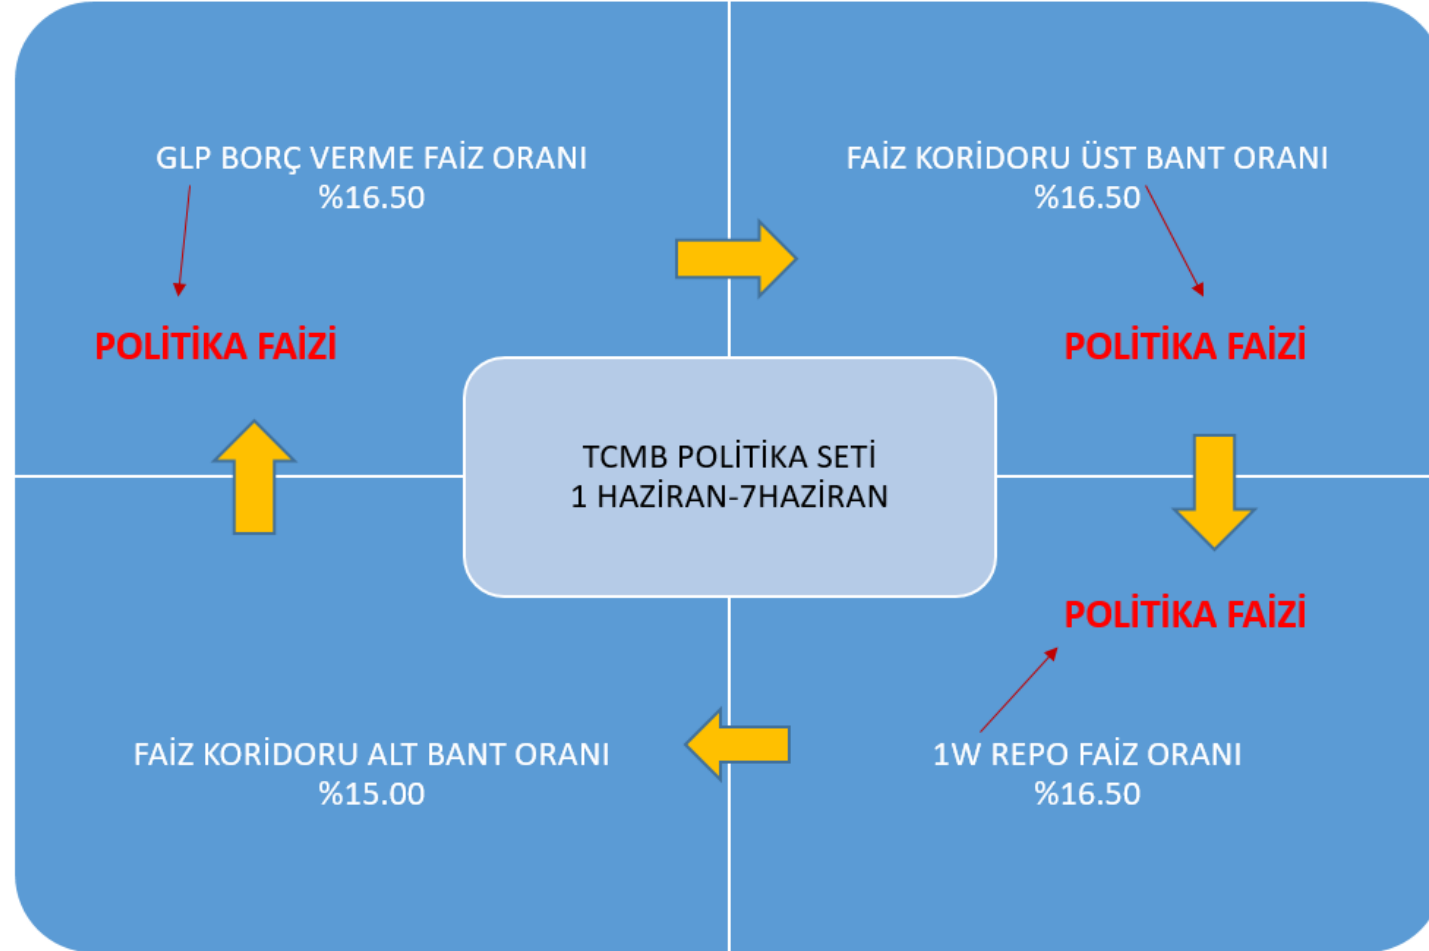 GLP BORÇ VERME FAİZ ORANI
%16.50
POLİTİKA FAİZİ
FAİZ KORİDORU ÜST BANT ORANI
%16.50
POLİTİKA FAİZİ
TCMB POLİTİKA SETİ
1 HAZİRAN-7HAZİRAN
FAİZ KORİDORU ALT BANT ORANI
%15.00
POLİTİKA FAİZİ
1W REPO FAİZ ORANI
%16.50